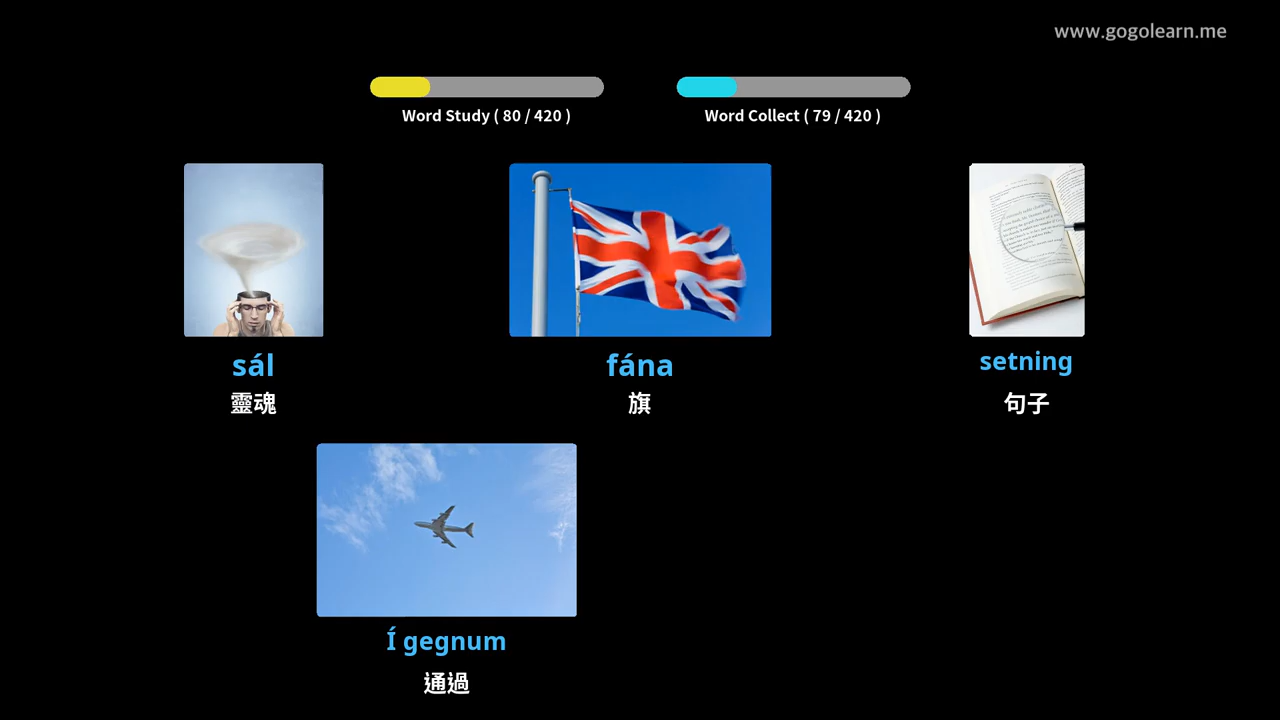 www.gogolearn.me
Word Study ( 80 / 420 )
Word Collect ( 79 / 420 )
sál
靈魂
fána
旗
setning
句子
Í gegnum
通過